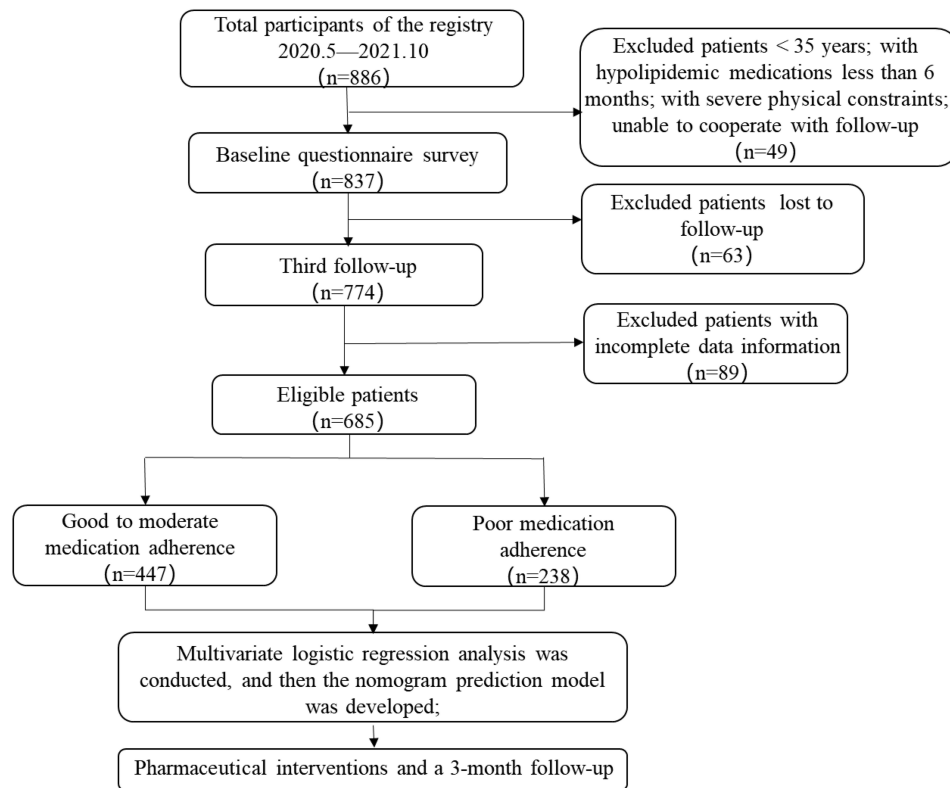 Total participants of the registry
2020.5—2021.10
(n=886)
Excluded patients < 35 years; with
hypolipidemic medications less than 6
months; with severe physical constraints;
unable to cooperate with follow-up
(n=49)
Baseline questionnaire survey
(n=837)
Excluded patients lost to
follow-up
(n=63)
Third follow-up
(n=774)
Excluded patients with
incomplete data information
(n=89)
Eligible patients
(n=685)
Good to moderate
medication adherence
(n=447)
Poor medication
adherence
(n=238)
Multivariate logistic regression analysis was
conducted, and then the nomogram prediction model
was developed;
Pharmaceutical interventions and a 3-month follow-up